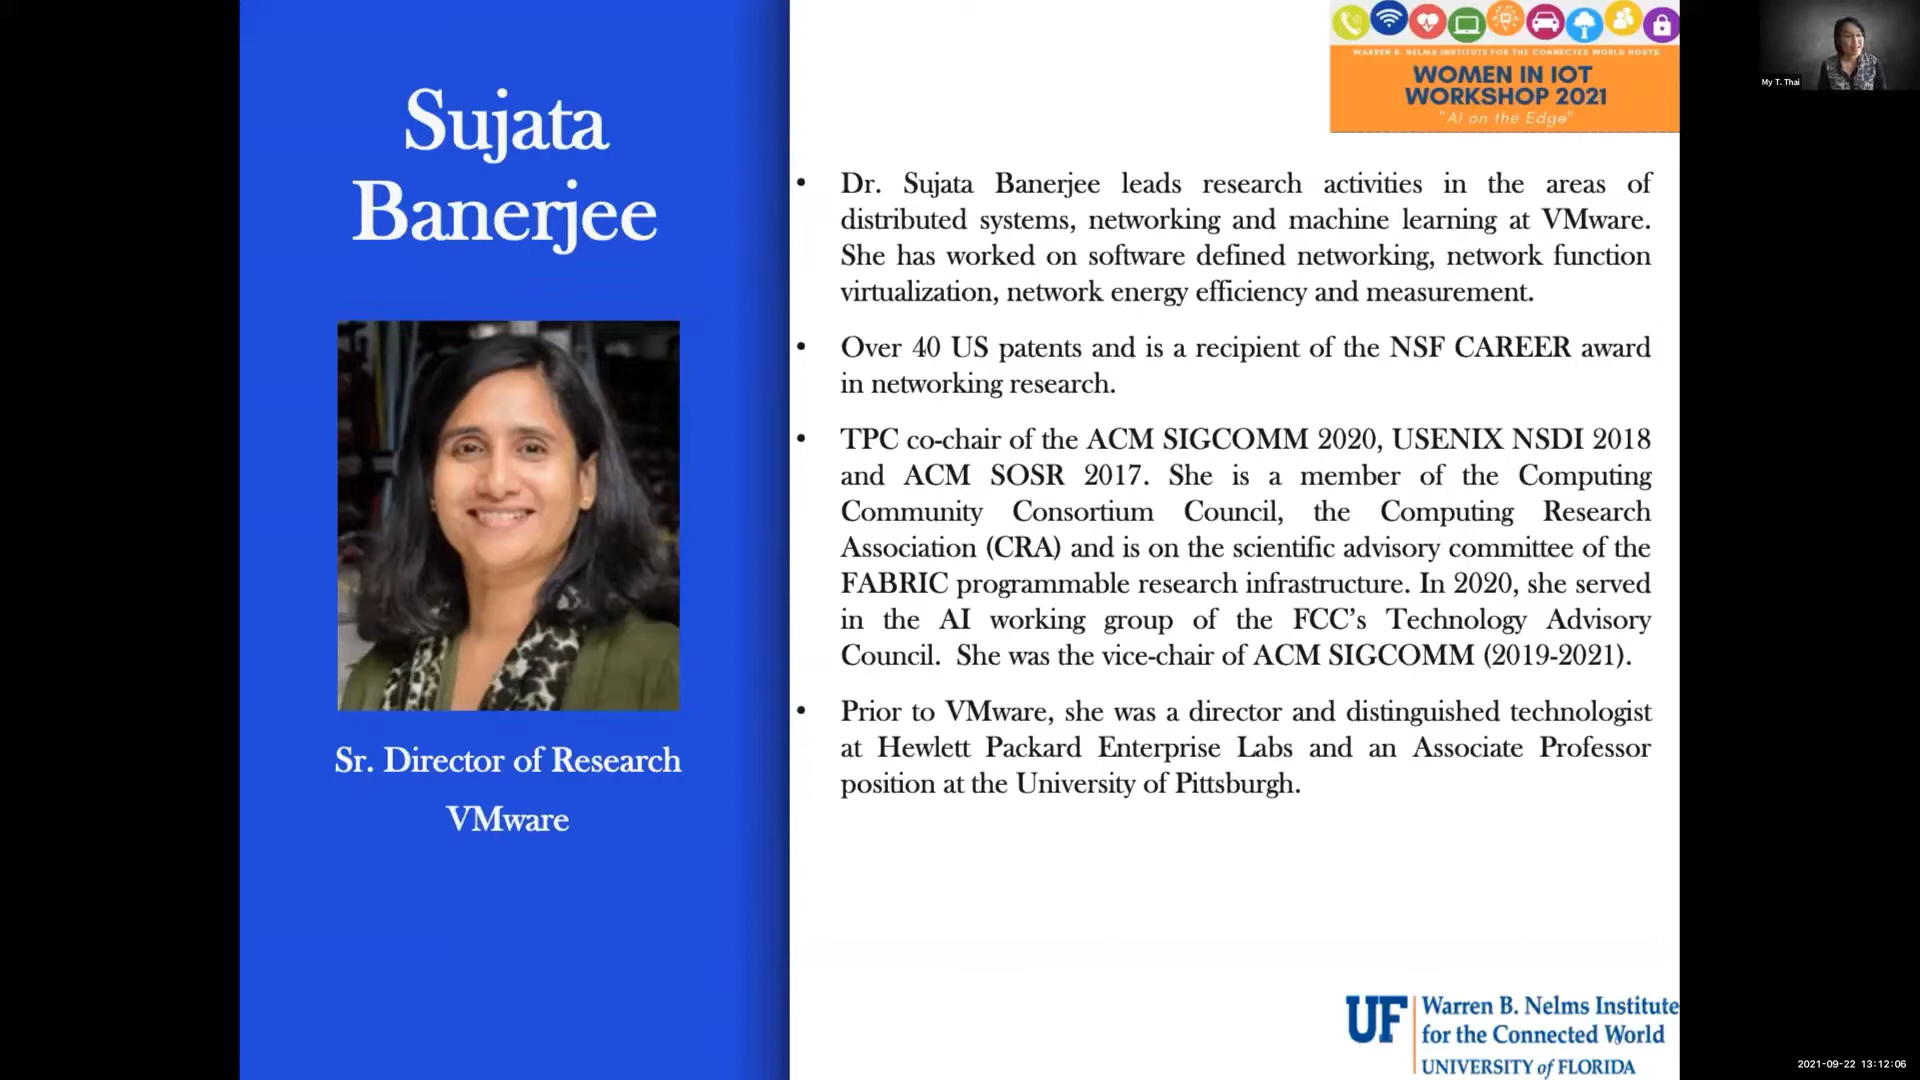 Sujata
Banerjee
Sr. Director of Research
VMware
WARREN B. NELMS INSTITUTE FOR THE CONNECTED WORLD HOSTS
WOMEN IN IOT
WORKSHOP 2021
"AI on the Edge"
• Dr. Sujata Banerjee leads research activities in the areas of
distributed systems, networking and machine learning at VMware.
She has worked on software defined networking, network function
virtualization, network energy efficiency and measurement.
• Over 40 US patents and is a recipient of the NSF CAREER award
in networking research.
• TPC co-chair of the ACM SIGCOMM 2020, USENIX NSDI 2018
and ACM SOSR 2017. She is a member of the Computing
Community Consortium Council, the Computing Research
Association (CRA) and is on the scientific advisory committee of the
FABRIC programmable research infrastructure. In 2020, she served
in the AI working group of the FCC’s Technology Advisory
Council. She was the vice-chair of ACM SIGCOMM (2019-2021).
• Prior to VMware, she was a director and distinguished technologist
at Hewlett Packard Enterprise Labs and an Associate Professor
position at the University of Pittsburgh.
UF
Warren B. Nelms Institute
for the Connected World
UNIVERSITY of FLORIDA
My T. Thai
2021-09-22 13:12:06